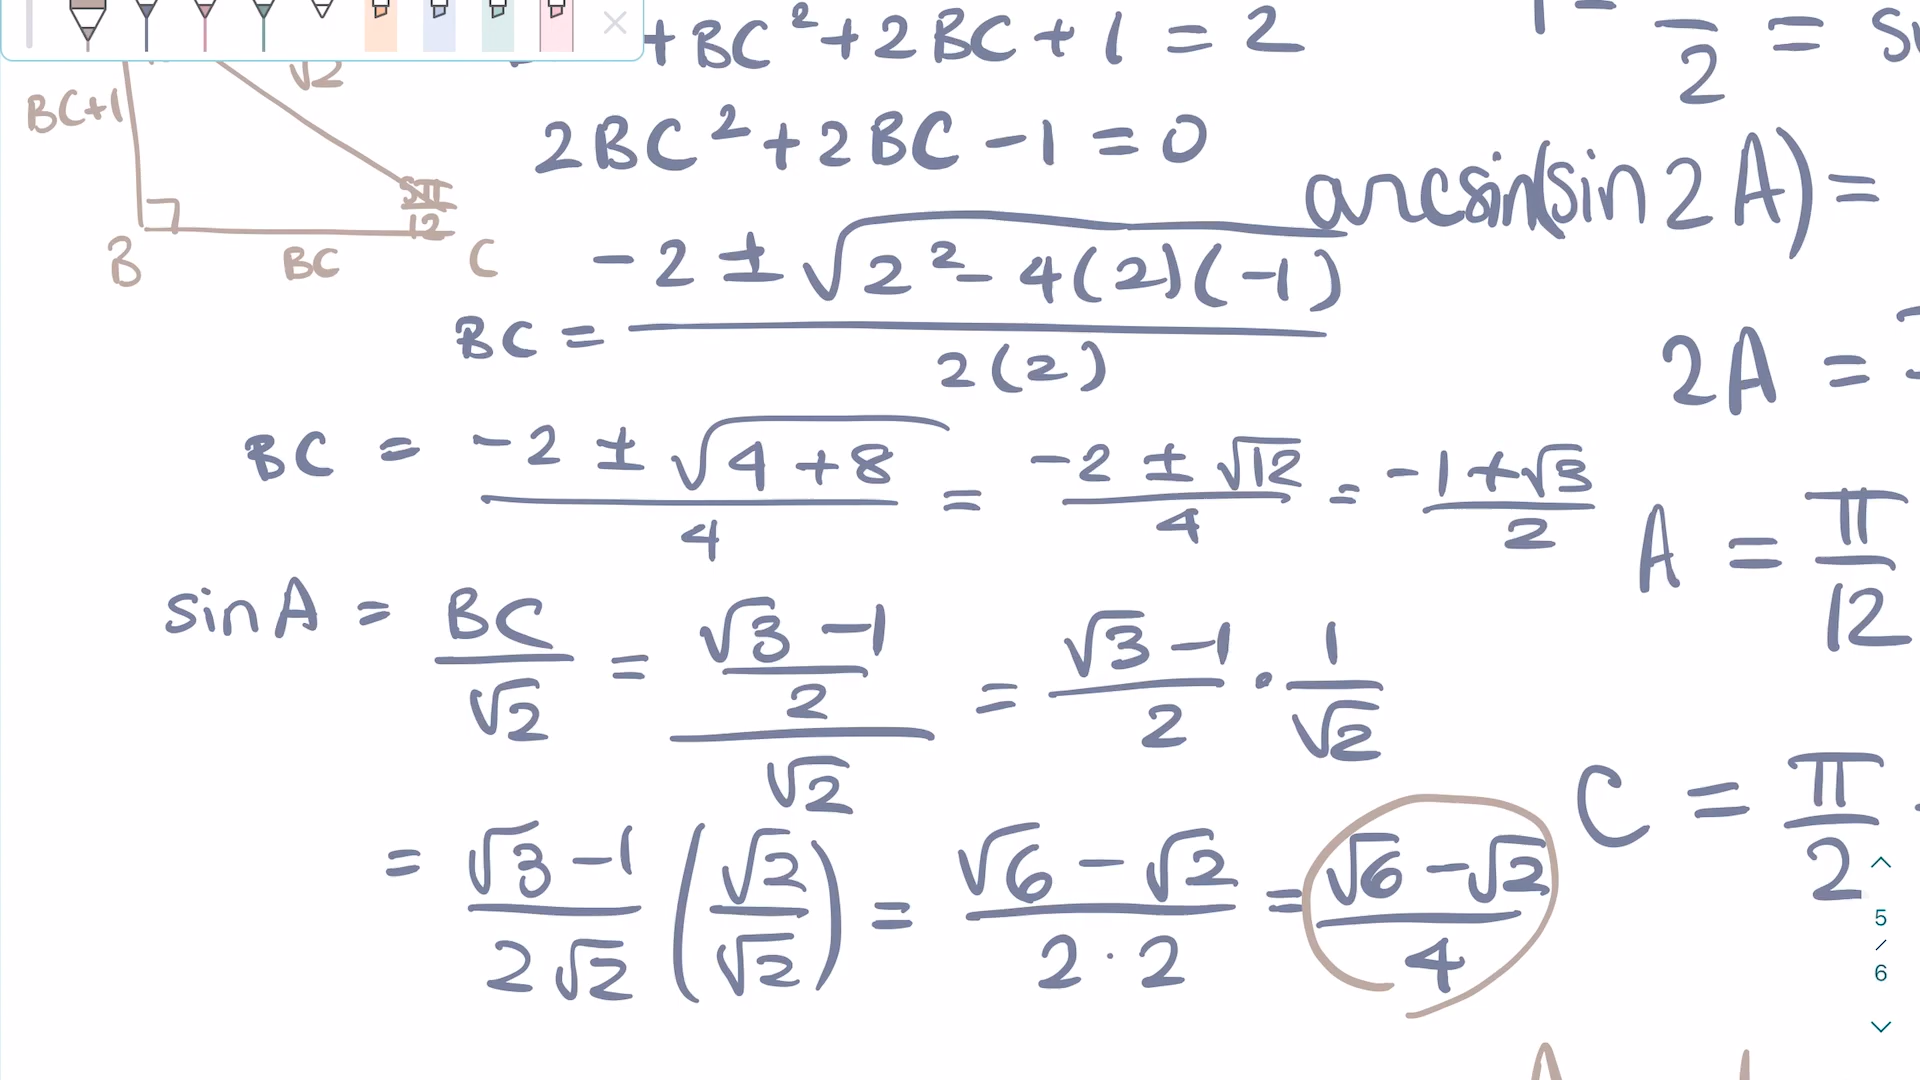 + BC² + 2BC + 1 = 2
1 - /2 =
√2
BC+1
2BC² + 2BC - 1 = 0
arcsin(sin 2A) =
5π/12
B BC C
BC = (-2 ± √(2² - 4(2)(-1)))/(2(2))
2A =
BC = (-2 ± √(4 + 8))/4 = (-2 ± √12)/4 = (-1 + √3)/2
A = π/12
sin A = BC/√2 = ((√3 - 1)/2)/√2 = (√3 - 1)/2 · 1/√2
C = π/2
= (√3 - 1)/(2√2) (√2/√2) = (√6 - √2)/(2 · 2) = (√6 - √2)/4
5 / 6